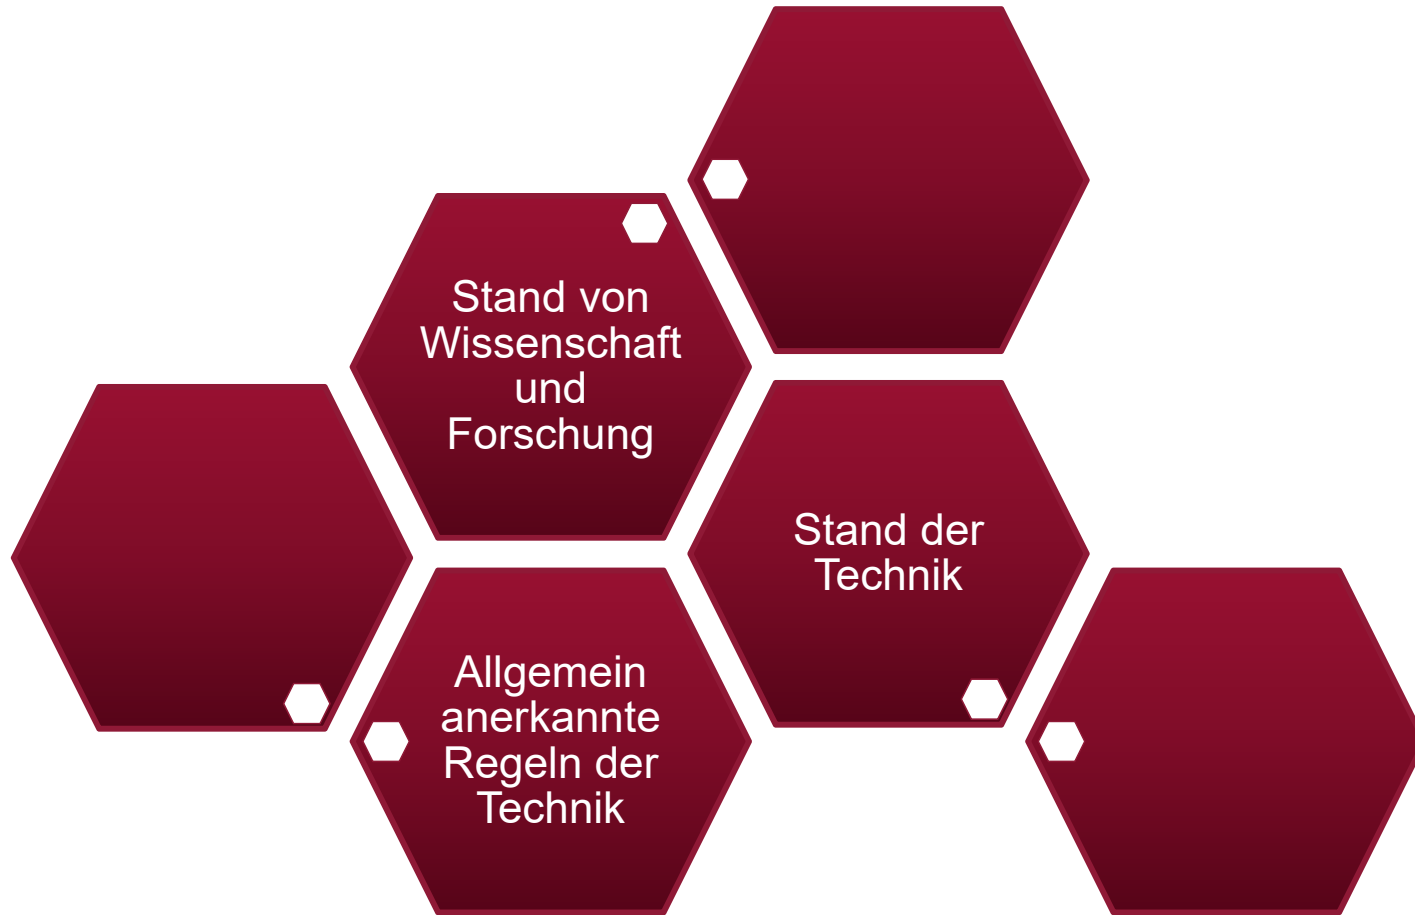 Stand von
Wissenschaft
und
Forschung
Stand der
Technik
Allgemein
anerkannte
Regeln der
Technik